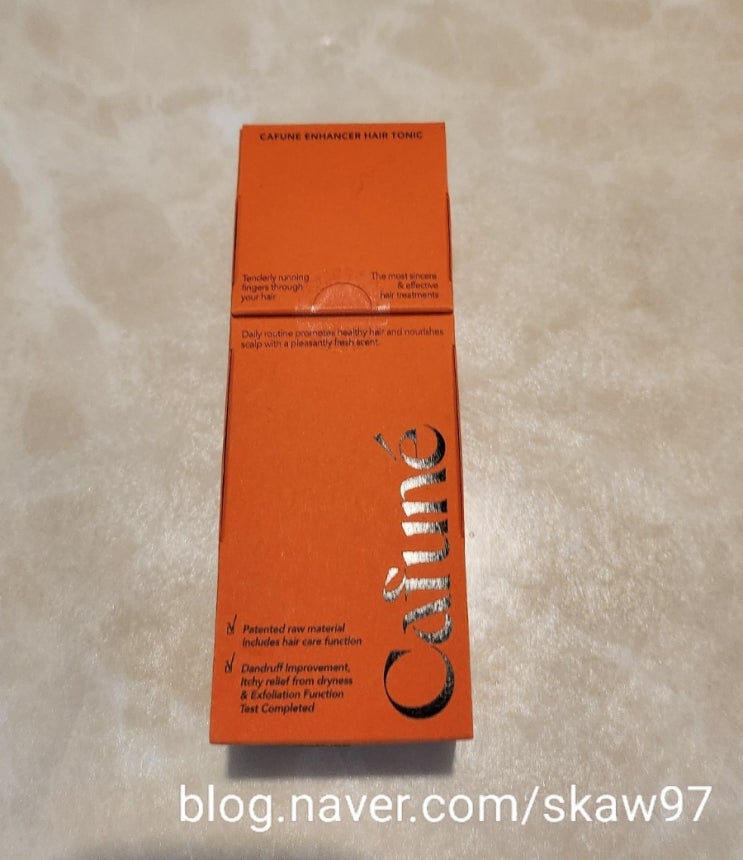 CAFUNE ENHANCER HAIR TONIC
Tenderly running
fingers through
your hair
The most sincere
& effective
hair treatments
Daily routine promotes healthy hair and nourishes
scalp with a pleasantly fresh scent.
Cafuné
Patented raw material
includes hair care function
Dandruff improvement,
Itchy relief from dryness
& Exfoliation Function
Test Completed
blog.naver.com/skaw97